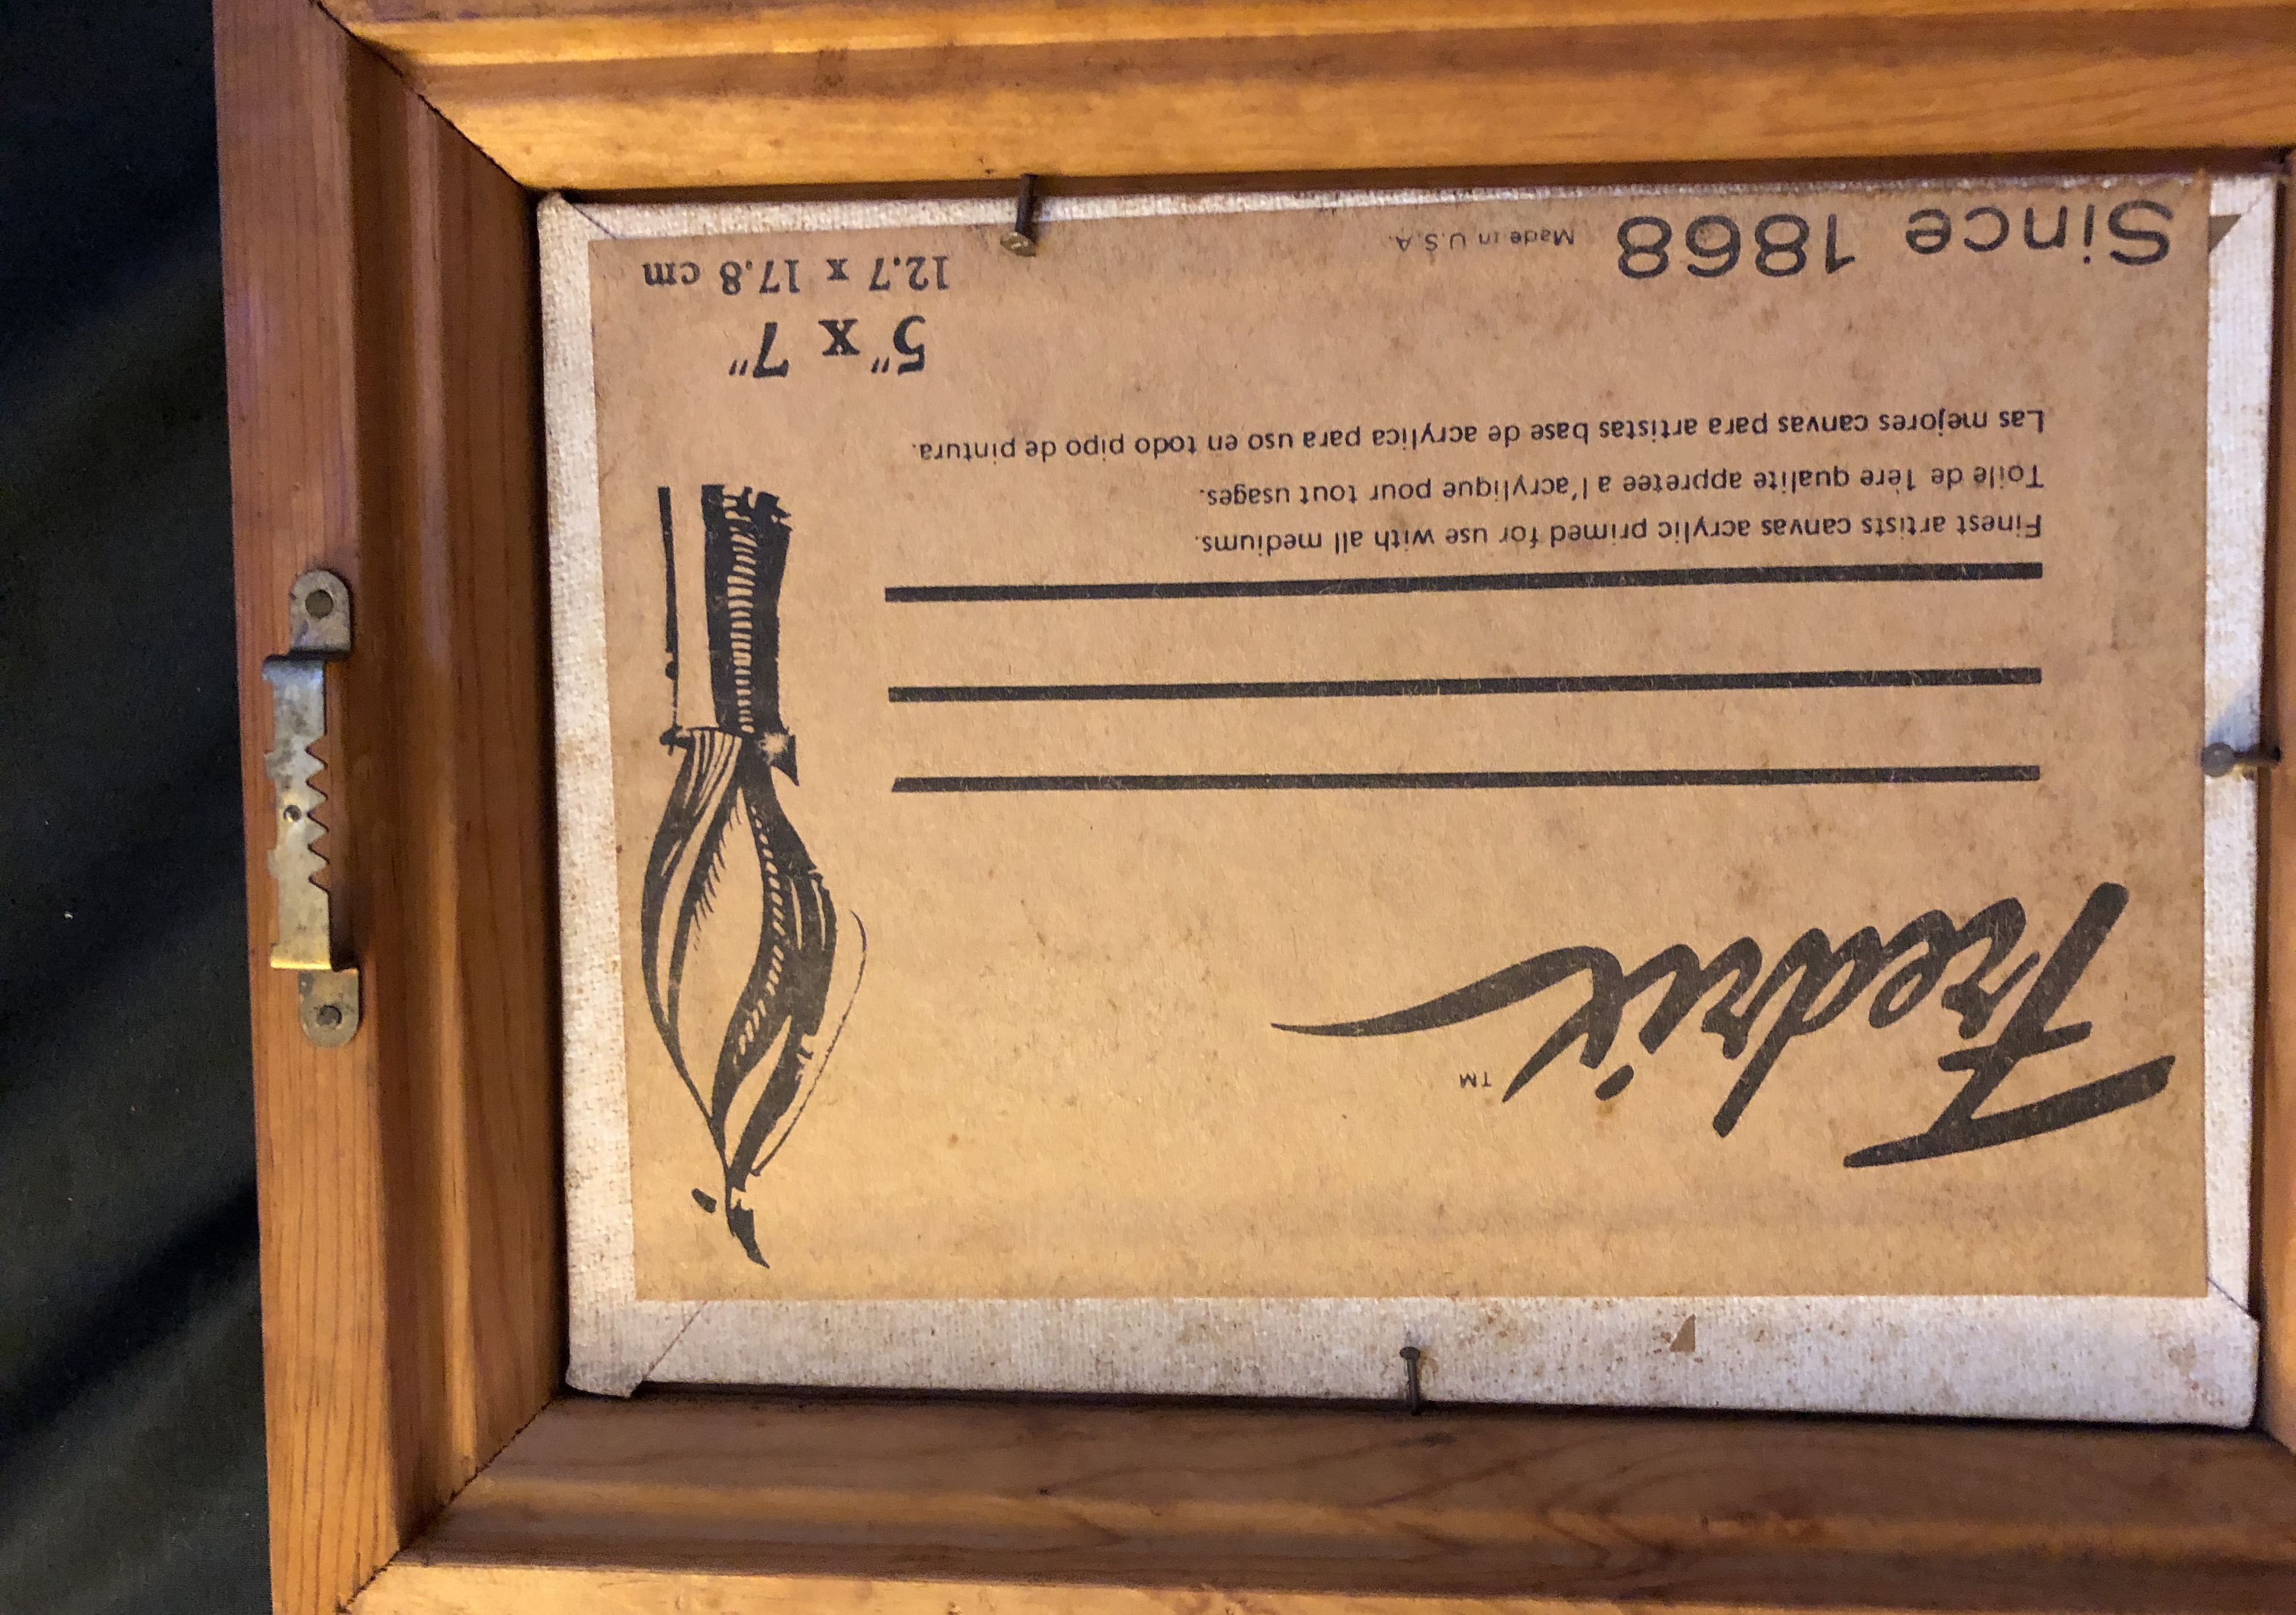 Fredrix™
Finest artists canvas acrylic primed for use with all mediums.
Toile de 1ère qualite appretee a l'acrylique pour tout usages.
Las mejores canvas para artistas base de acrylica para uso en todo pipo de pintura.
5" x 7"
12.7 x 17.8 cm
Since 1868 Made in U.S.A.